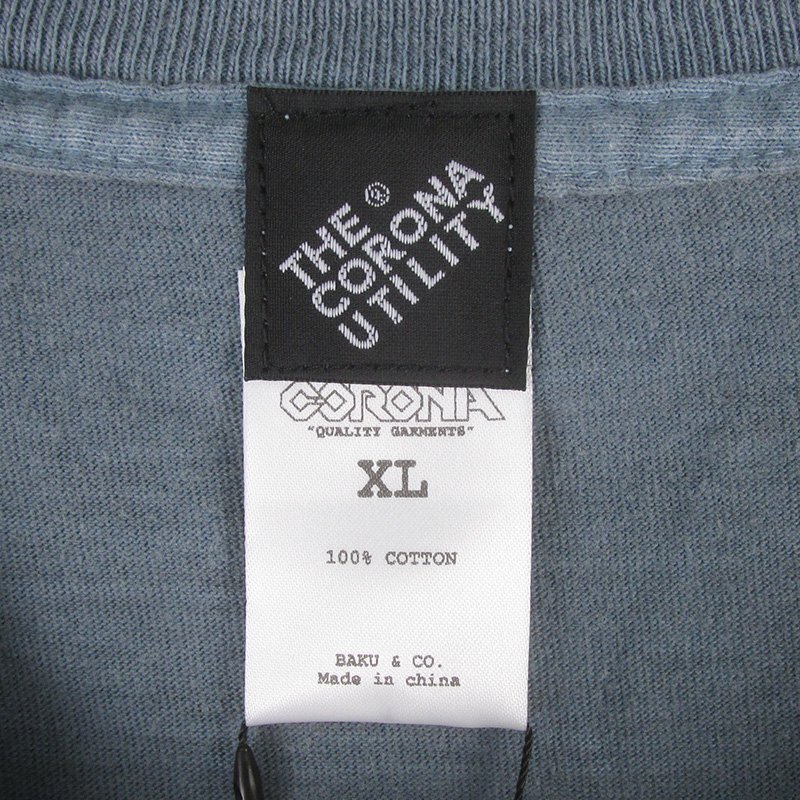 THE ®
CORONA
UTILITY
CORONA
"QUALITY GARMENTS"
XL
100% COTTON
BAKU & CO.
Made in china